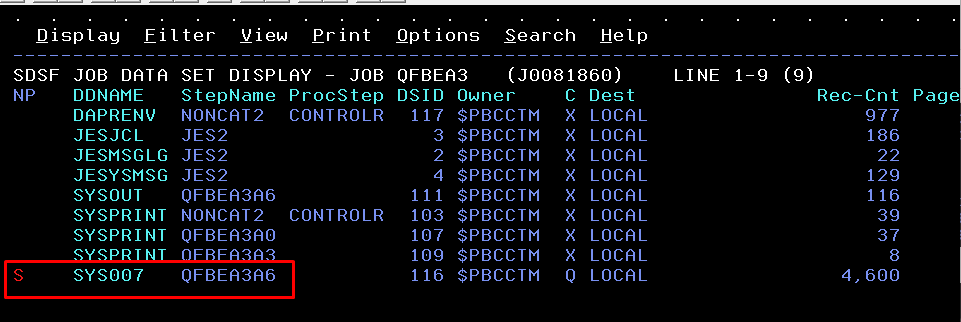 Display Filter View Print Options Search Help
SDSF JOB DATA SET DISPLAY - JOB QFBEA3 (J0081860) LINE 1-9 (9)
NP DDNAME StepName ProcStep DSID Owner C Dest Rec-Cnt Page
DAPRENV NONCAT2 CONTROLR 117 $PBCCTM X LOCAL 977
JESJCL JES2 3 $PBCCTM X LOCAL 186
JESMSGLG JES2 2 $PBCCTM X LOCAL 22
JESYSMSG JES2 4 $PBCCTM X LOCAL 129
SYSOUT QFBEA3A6 111 $PBCCTM X LOCAL 116
SYSPRINT NONCAT2 CONTROLR 103 $PBCCTM X LOCAL 39
SYSPRINT QFBEA3A0 107 $PBCCTM X LOCAL 37
SYSPRINT QFBEA3A3 109 $PBCCTM X LOCAL 8
S SYS007 QFBEA3A6 116 $PBCCTM Q LOCAL 4,600